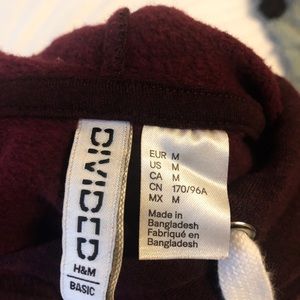 DIVIDED
H&M
BASIC
EUR M
US M
CA M
CN 170/96A
MX M
Made in
Bangladesh
Fabriqué en
Bangladesh